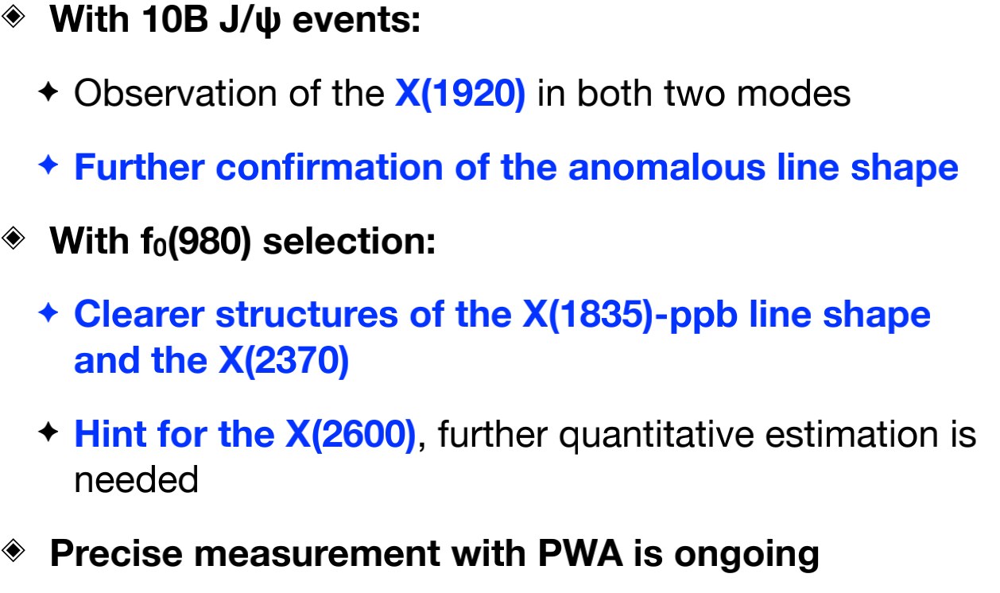 ◈ With 10B J/ψ events:
✦ Observation of the X(1920) in both two modes
✦ Further confirmation of the anomalous line shape
◈ With f₀(980) selection:
✦ Clearer structures of the X(1835)-ppb line shape
and the X(2370)
✦ Hint for the X(2600), further quantitative estimation is
needed
◈ Precise measurement with PWA is ongoing